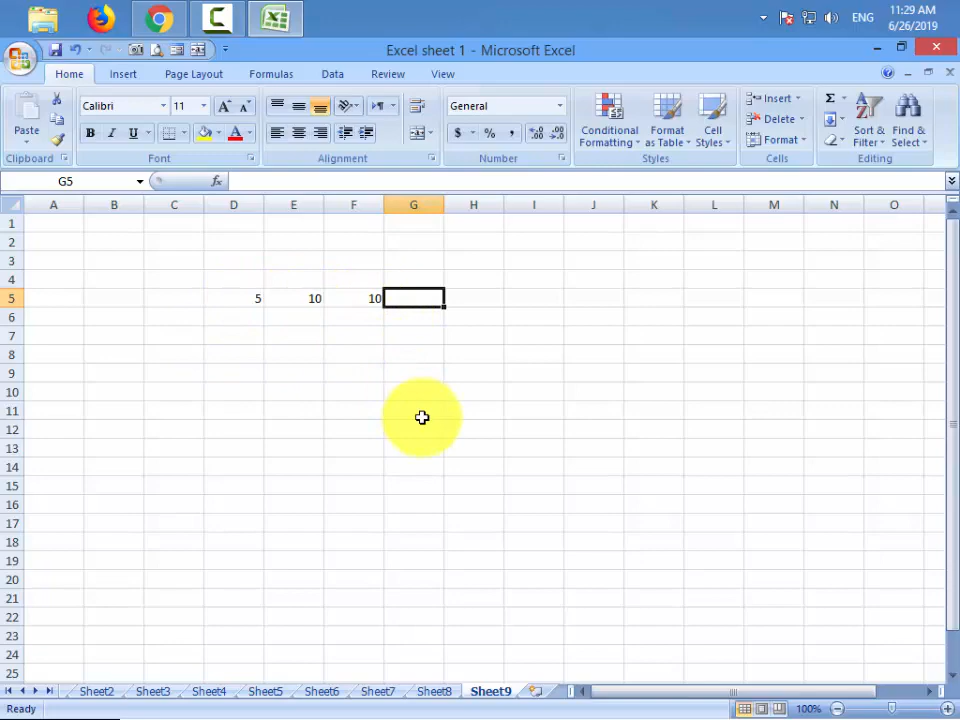 11:29 AM
ENG
6/26/2019
Excel sheet 1 - Microsoft Excel
Home Insert Page Layout Formulas Data Review View
Calibri 11 General Insert
Paste Conditional Formatting Format as Table Cell Styles Delete Sort & Filter Find & Select
B I U A $ % , Format
Clipboard Font Alignment Number Styles Cells Editing
G5 fx
A B C D E F G H I J K L M N O
1
2
3
4
5 5 10 10
6
7
8
9
10
11
12
13
14
15
16
17
18
19
20
21
22
23
24
25
Sheet2 Sheet3 Sheet4 Sheet5 Sheet6 Sheet7 Sheet8 Sheet9
Ready 100%